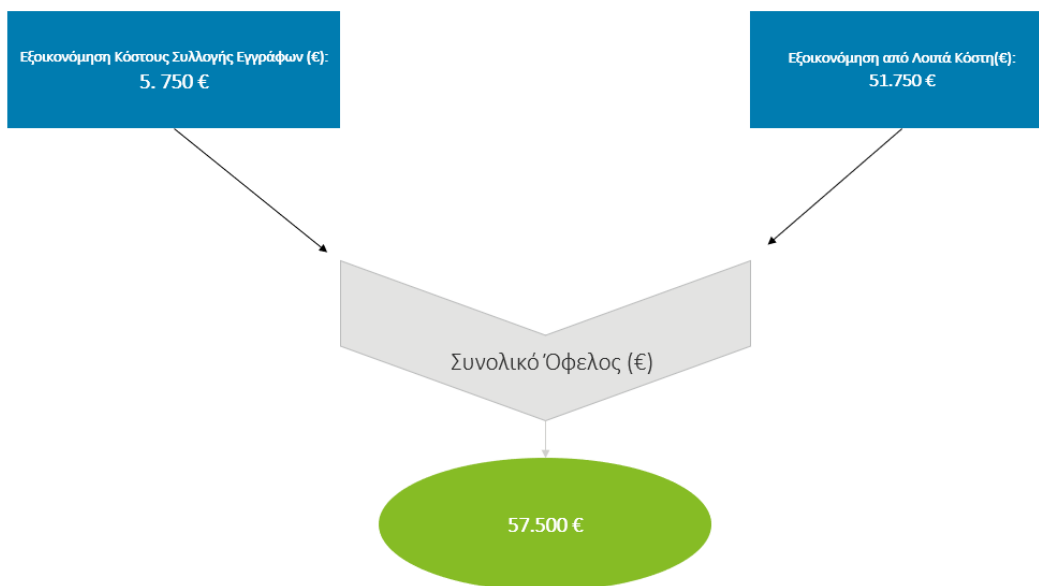 Εξοικονόμηση Κόστους Συλλογής Εγγράφων (€):
5. 750 €
Εξοικονόμηση από Λοιπά Κόστη(€):
51.750 €
Συνολικό Όφελος (€)
57.500 €